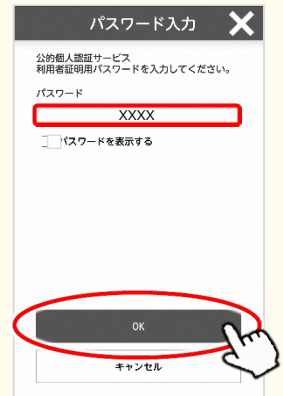 パスワード入力
公的個人認証サービス
利用者証明用パスワードを入力してください。
パスワード
XXXX
パスワードを表示する
OK
キャンセル